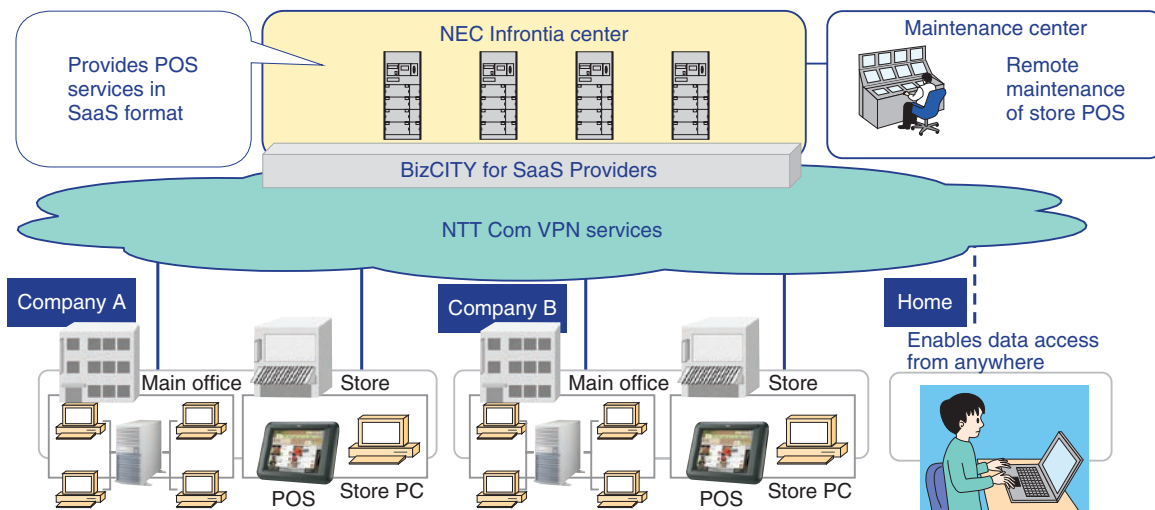 NEC Infrontia center
Provides POS
services in
SaaS format
Maintenance center
Remote
maintenance
of store POS
BizCITY for SaaS Providers
NTT Com VPN services
Company A
Main office
Store
POS
Store PC
Company B
Main office
Store
POS
Store PC
Home
Enables data access
from anywhere